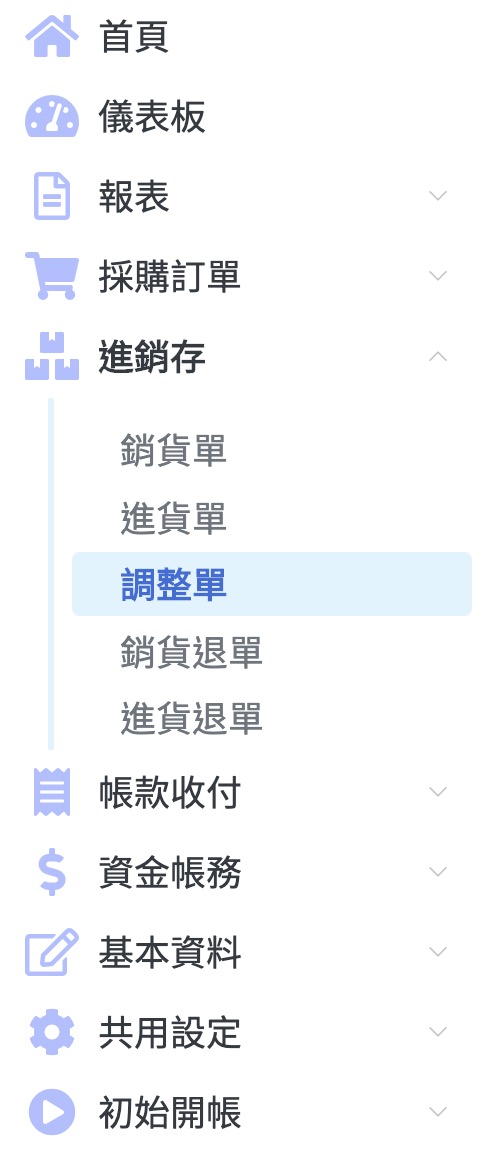 首頁
儀表板
報表
採購訂單
進銷存
銷貨單
進貨單
調整單
銷貨退單
進貨退單
帳款收付
資金帳務
基本資料
共用設定
初始開帳